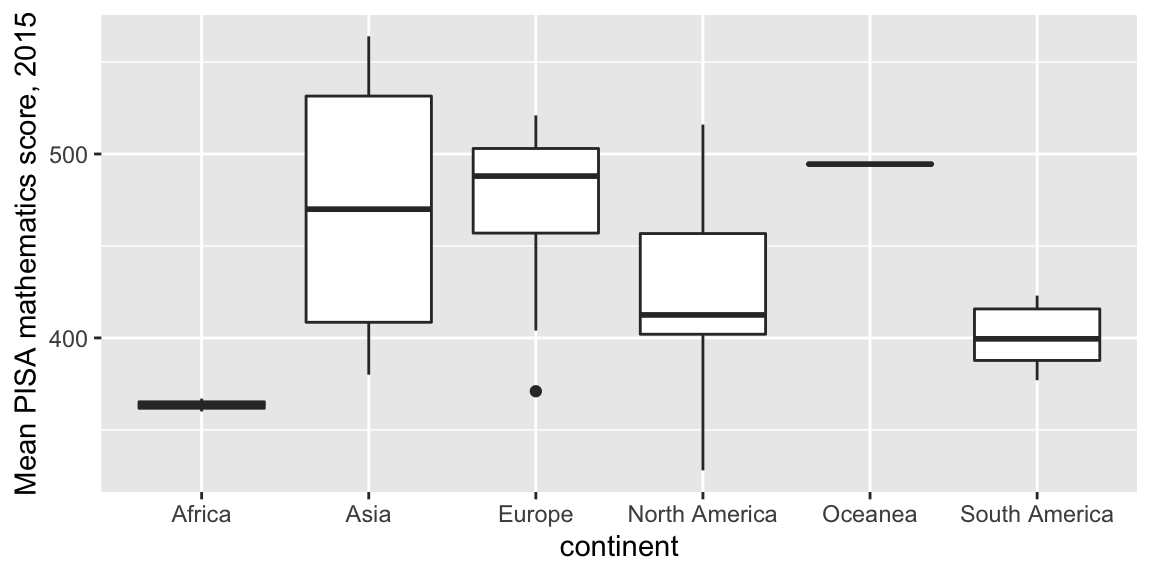 Mean PISA mathematics score, 2015
500
400
Africa
Asia
Europe
North America
Oceanea
South America
continent